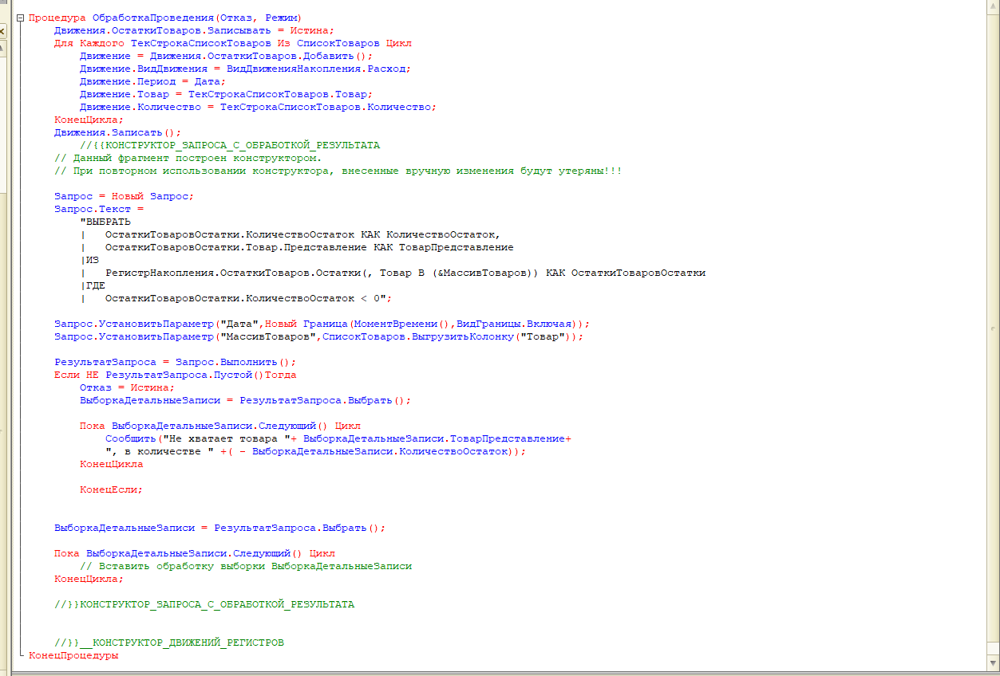 Процедура ОбработкаПроведения(Отказ, Режим)
Движения.ОстаткиТоваров.Записывать = Истина;
Для Каждого ТекСтрокаСписокТоваров Из СписокТоваров Цикл
Движение = Движения.ОстаткиТоваров.Добавить();
Движение.ВидДвижения = ВидДвиженияНакопления.Расход;
Движение.Период = Дата;
Движение.Товар = ТекСтрокаСписокТоваров.Товар;
Движение.Количество = ТекСтрокаСписокТоваров.Количество;
КонецЦикла;
Движения.Записать();
//{{КОНСТРУКТОР_ЗАПРОСА_С_ОБРАБОТКОЙ_РЕЗУЛЬТАТА
// Данный фрагмент построен конструктором.
// При повторном использовании конструктора, внесенные вручную изменения будут утеряны!!!
Запрос = Новый Запрос;
Запрос.Текст =
"ВЫБРАТЬ
|   ОстаткиТоваровОстатки.КоличествоОстаток КАК КоличествоОстаток,
|   ОстаткиТоваровОстатки.Товар.Представление КАК ТоварПредставление
|ИЗ
|   РегистрНакопления.ОстаткиТоваров.Остатки(, Товар В (&МассивТоваров)) КАК ОстаткиТоваровОстатки
|ГДЕ
|   ОстаткиТоваровОстатки.КоличествоОстаток < 0";
Запрос.УстановитьПараметр("Дата",Новый Граница(МоментВремени(),ВидГраницы.Включая));
Запрос.УстановитьПараметр("МассивТоваров",СписокТоваров.ВыгрузитьКолонку("Товар"));
РезультатЗапроса = Запрос.Выполнить();
Если НЕ РезультатЗапроса.Пустой()Тогда
Отказ = Истина;
ВыборкаДетальныеЗаписи = РезультатЗапроса.Выбрать();
Пока ВыборкаДетальныеЗаписи.Следующий() Цикл
Сообщить("Не хватает товара "+ ВыборкаДетальныеЗаписи.ТоварПредставление+
", в количестве " +( - ВыборкаДетальныеЗаписи.КоличествоОстаток));
КонецЦикла
КонецЕсли;
ВыборкаДетальныеЗаписи = РезультатЗапроса.Выбрать();
Пока ВыборкаДетальныеЗаписи.Следующий() Цикл
// Вставить обработку выборки ВыборкаДетальныеЗаписи
КонецЦикла;
//}}КОНСТРУКТОР_ЗАПРОСА_С_ОБРАБОТКОЙ_РЕЗУЛЬТАТА
//}}__КОНСТРУКТОР_ДВИЖЕНИЙ_РЕГИСТРОВ
КонецПроцедуры